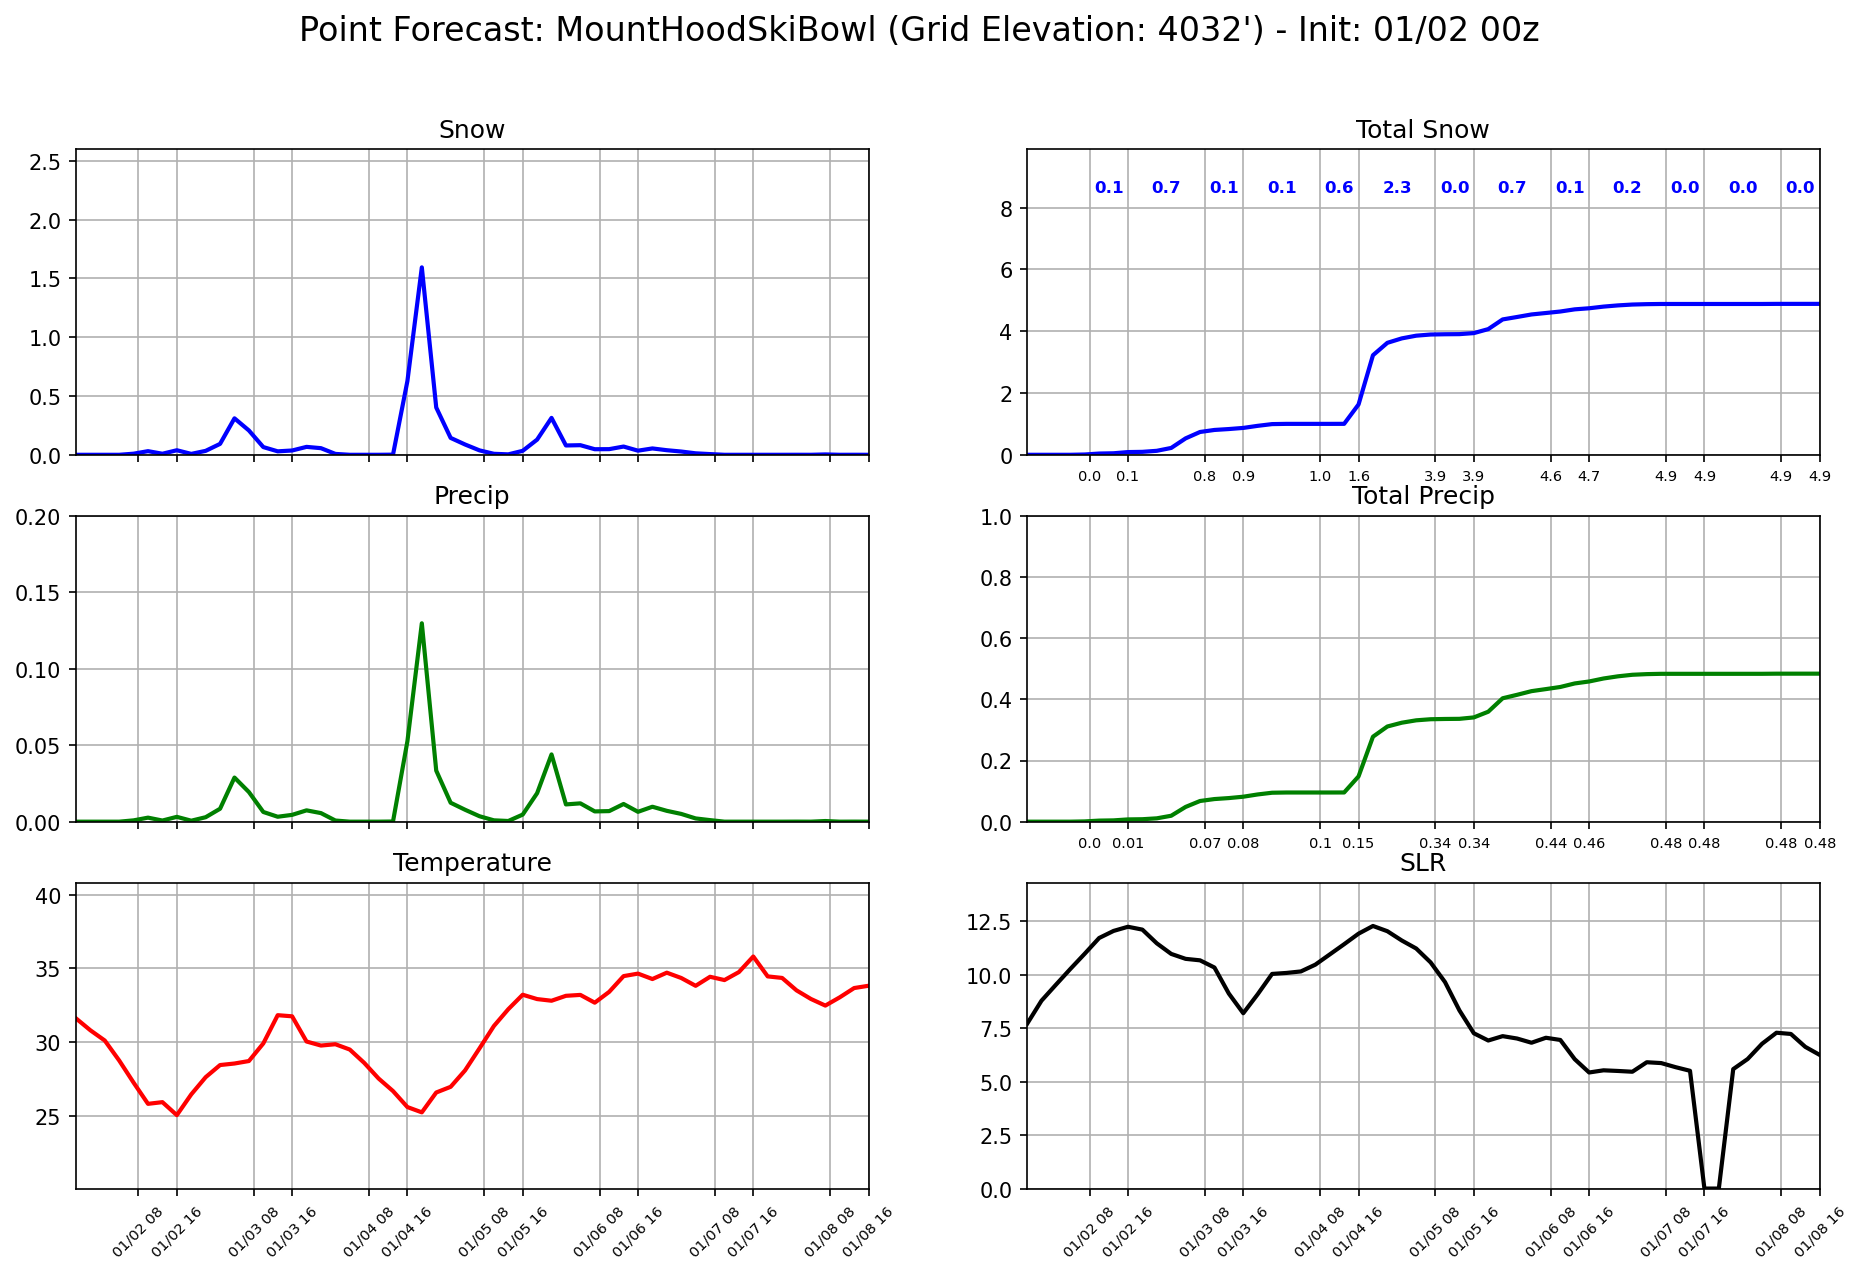 Point Forecast: MountHoodSkiBowl (Grid Elevation: 4032') - Init: 01/02 00z
Snow
2.5
2.0
1.5
1.0
0.5
0.0
Total Snow
0.1 0.7 0.1 0.1 0.6 2.3 0.0 0.7 0.1 0.2 0.0 0.0 0.0
8
6
4
2
0
0.0 0.1 0.8 0.9 1.0 1.6 3.9 3.9 4.6 4.7 4.9 4.9 4.9 4.9
Precip
0.20
0.15
0.10
0.05
0.00
Total Precip
1.0
0.8
0.6
0.4
0.2
0.0
0.0 0.01 0.07 0.08 0.1 0.15 0.34 0.34 0.44 0.46 0.48 0.48 0.48 0.48
Temperature
40
35
30
25
01/02 08 01/02 16 01/03 08 01/03 16 01/04 08 01/04 16 01/05 08 01/05 16 01/06 08 01/06 16 01/07 08 01/07 16 01/08 08 01/08 16
SLR
12.5
10.0
7.5
5.0
2.5
0.0
01/02 08 01/02 16 01/03 08 01/03 16 01/04 08 01/04 16 01/05 08 01/05 16 01/06 08 01/06 16 01/07 08 01/07 16 01/08 08 01/08 16